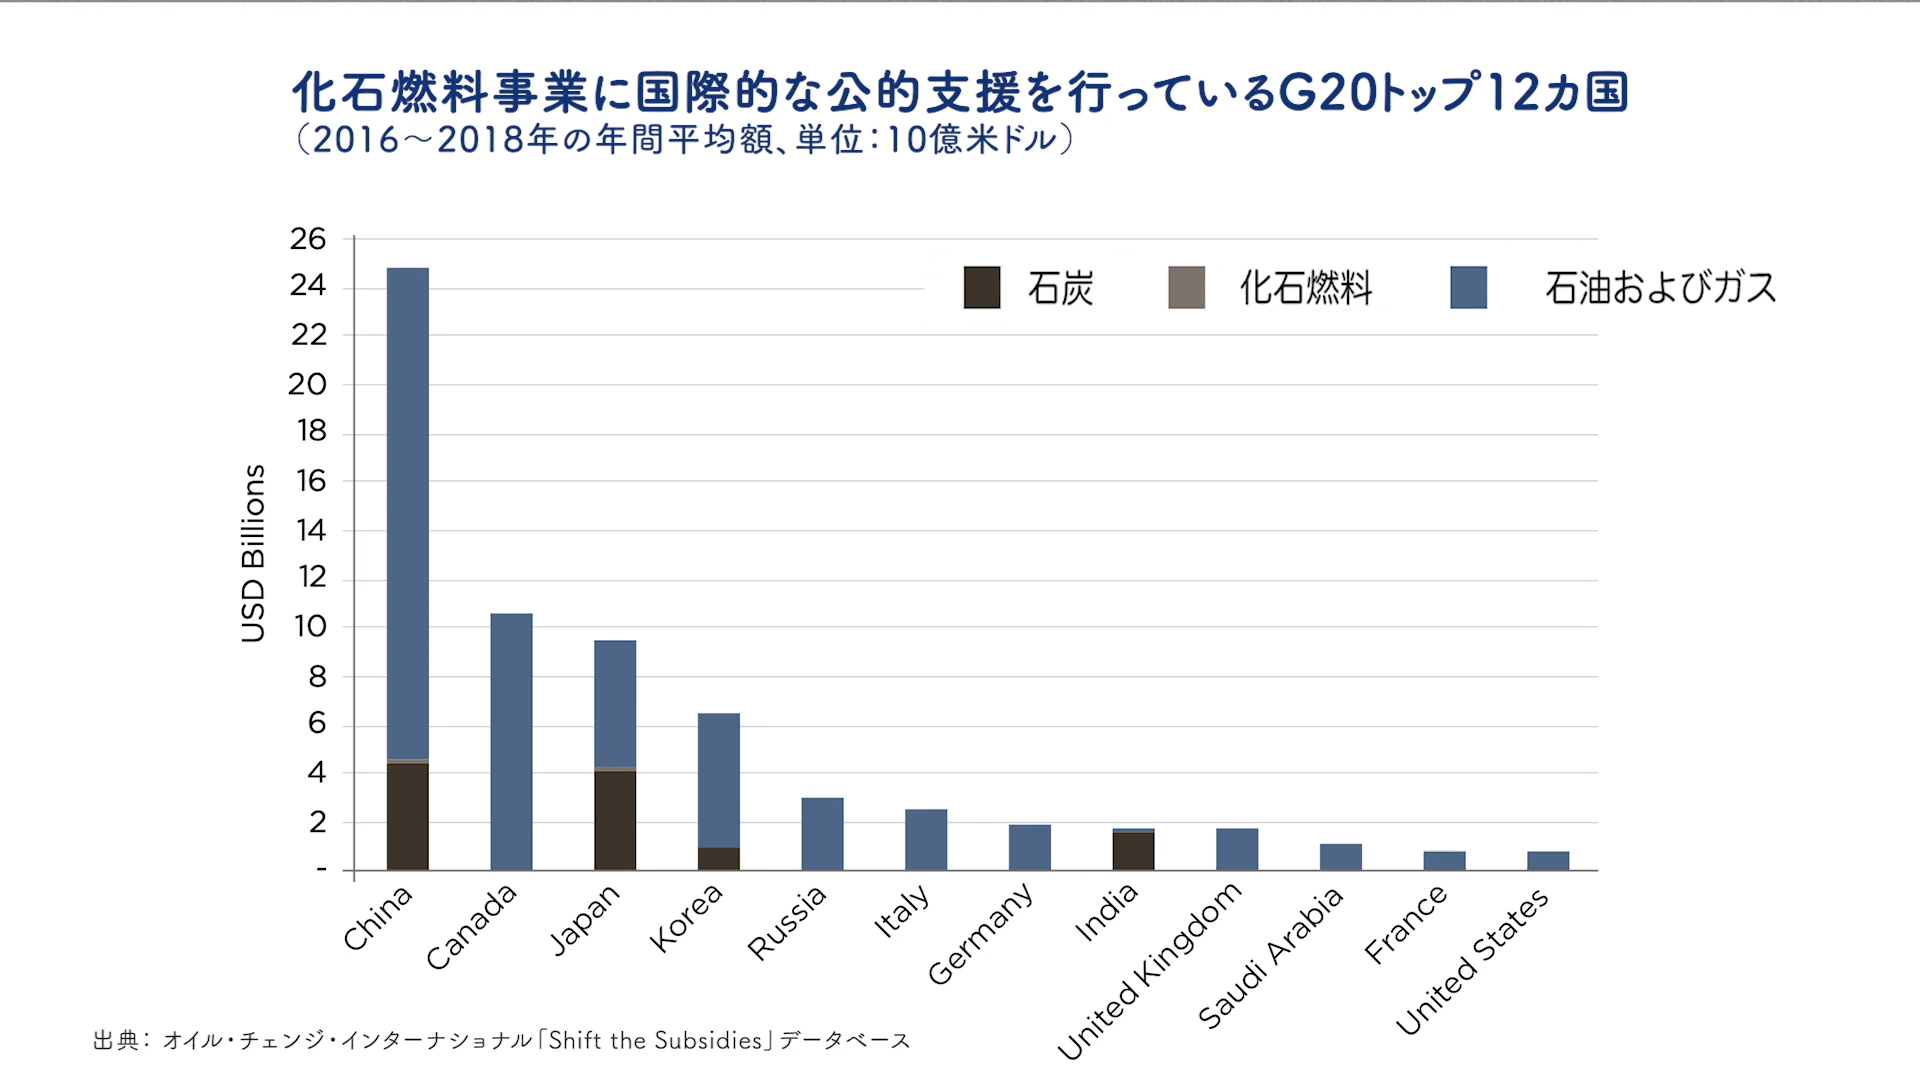 化石燃料事業に国際的な公的支援を行っているG20トップ12カ国
（2016～2018年の年間平均額、単位：10億米ドル）
26
24
22
20
18
16
14
12
10
8
6
4
2
-
USD Billions
石炭
化石燃料
石油およびガス
China
Canada
Japan
Korea
Russia
Italy
Germany
India
United Kingdom
Saudi Arabia
France
United States
出典： オイル・チェンジ・インターナショナル「Shift the Subsidies」データベース